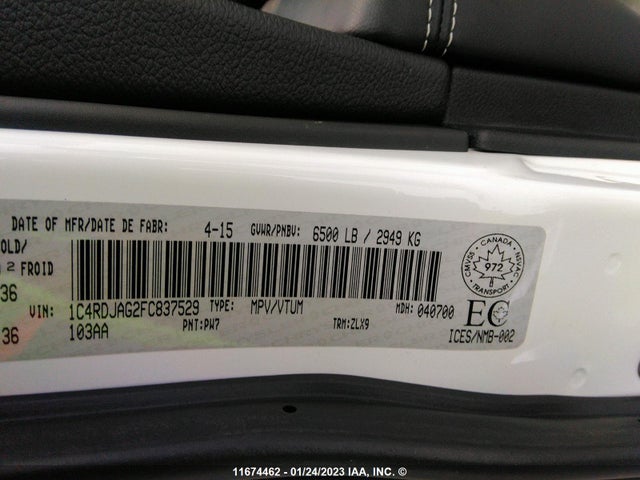 DATE OF MFR/DATE DE FABR: 4-15 GVWR/PNBV: 6500 LB / 2949 KG
OLD/
2 FROID
36
VIN: 1C4RDJAG2FC837529 TYPE: MPV/VTUM MDH: 040700
36 103AA PNT:PW7 TRM:ZLX9
CANADA
CMVSS NSVAC
972
TRANSPORT
EC
ICES/NMB-002
11674462 - 01/24/2023 IAA, INC. ©